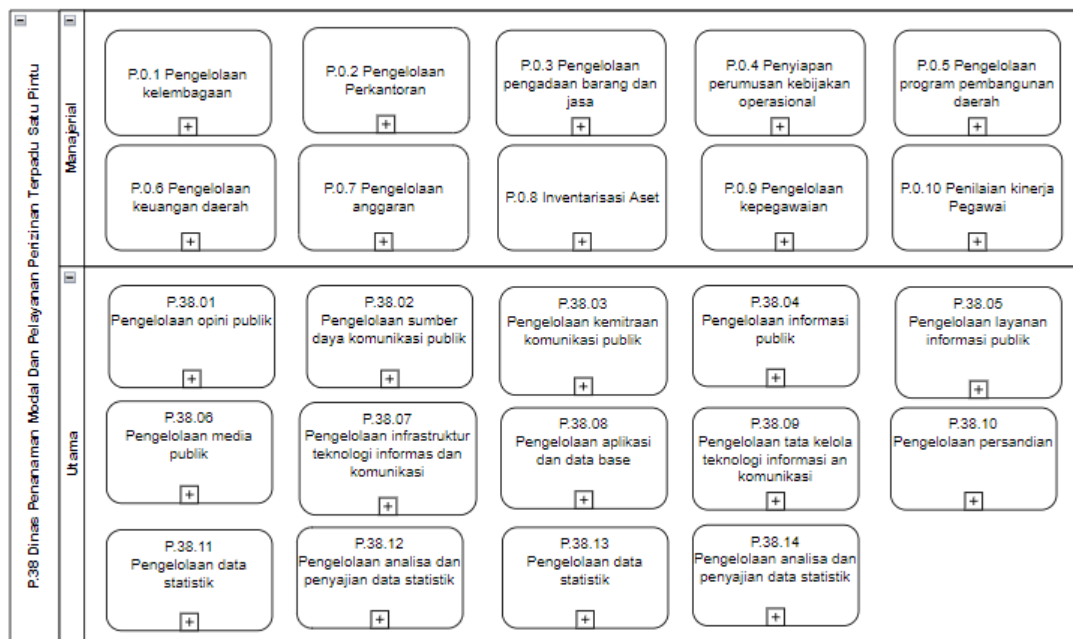 P.38 Dinas Penanaman Modal Dan Pelayanan Perizinan Terpadu Satu Pintu
Manajerial
P.0.1 Pengelolaan
kelembagaan
P.0.2 Pengelolaan
Perkantoran
P.0.3 Pengelolaan
pengadaan barang dan
jasa
P.0.4 Penyiapan
perumusan kebijakan
operasional
P.0.5 Pengelolaan
program pembangunan
daerah
P.0.6 Pengelolaan
keuangan daerah
P.0.7 Pengelolaan
anggaran
P.0.8 Inventarisasi Aset
P.0.9 Pengelolaan
kepegawaian
P.0.10 Penilaian kinerja
Pegawai
Utama
P.38.01
Pengelolaan opini publik
P.38.02
Pengelolaan sumber
daya komunikasi publik
P.38.03
Pengelolaan kemitraan
komunikasi publik
P.38.04
Pengelolaan informasi
publik
P.38.05
Pengelolaan layanan
informasi publik
P.38.06
Pengelolaan media
publik
P.38.07
Pengelolaan infrastruktur
teknologi informas dan
komunikasi
P.38.08
Pengelolaan aplikasi
dan data base
P.38.09
Pengelolaan tata kelola
teknologi informasi an
komunikasi
P.38.10
Pengelolaan persandian
P.38.11
Pengelolaan data
statistik
P.38.12
Pengelolaan analisa dan
penyajian data statistik
P.38.13
Pengelolaan data
statistik
P.38.14
Pengelolaan analisa dan
penyajian data statistik